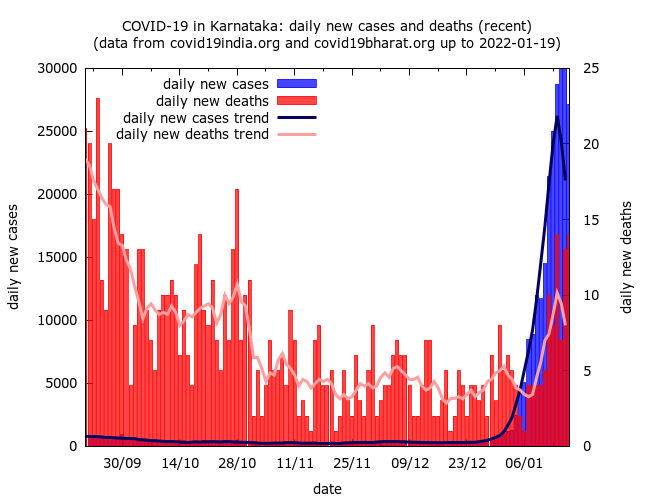 COVID-19 in Karnataka: daily new cases and deaths (recent)
(data from covid19india.org and covid19bharat.org up to 2022-01-19)
daily new cases
daily new deaths
daily new cases trend
daily new deaths trend
30000
25000
20000
15000
10000
5000
0
daily new cases
25
20
15
10
5
0
daily new deaths
30/09 14/10 28/10 11/11 25/11 09/12 23/12 06/01
date